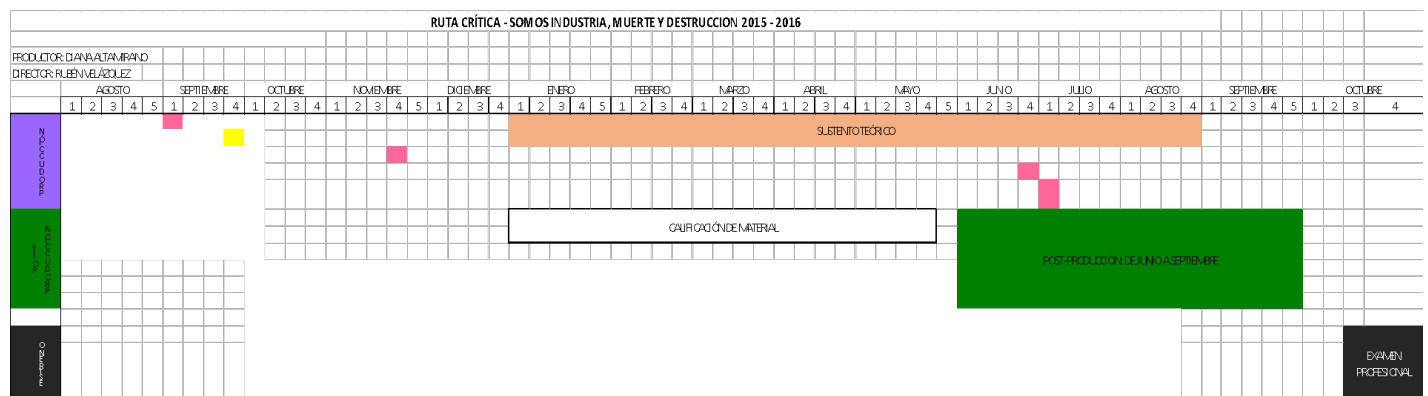 RUTA CRÍTICA - SOMOS INDUSTRIA, MUERTE Y DESTRUCCION 2015 - 2016
PRODUCTOR: DIANA ALTAMIRANO
DIRECTOR: RUBÉN VELÁZQUEZ
AGOSTO SEPTIEMBRE OCTUBRE NOVIEMBRE DICIEMBRE ENERO FEBRERO MARZO ABRIL MAYO JUNIO JULIO AGOSTO SEPTIEMBRE OCTUBRE
1 2 3 4 5 1 2 3 4 1 2 3 4 1 2 3 4 5 1 2 3 4 1 2 3 4 5 1 2 3 4 1 2 3 4 1 2 3 4 1 2 3 4 5 1 2 3 4 1 2 3 4 1 2 3 4 1 2 3 4 5 1 2 3 4
SUSTENTO TEÓRICO
CALIFICACIÓN DE MATERIAL
POST-PRODUCCIÓN: DE JUNIO A SEPTIEMBRE
EXAMEN
PROFESIONAL